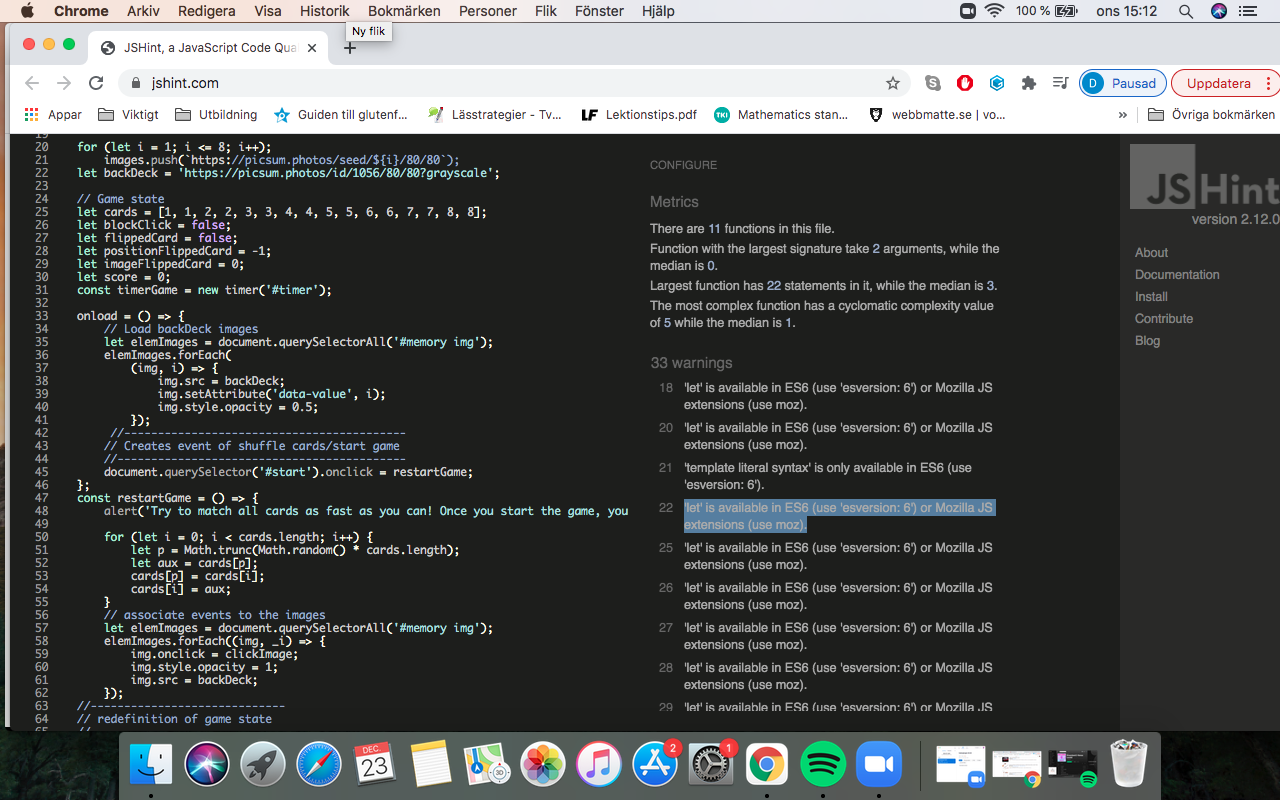 Chrome Arkiv Redigera Visa Historik Bokmärken Personer Flik Fönster Hjälp 100 % ons 15:12
Ny flik
JSHint, a JavaScript Code Qua
jshint.com
D Pausad Uppdatera
Appar Viktigt Utbildning Guiden till glutenf... Lässtrategier - Tv... LF Lektionstips.pdf TKI Mathematics stan... webbmatte.se | vo... » Övriga bokmärken
19
20 for (let i = 1; i <= 8; i++);
21 images.push(`https://picsum.photos/seed/${i}/80/80`);
22 let backDeck = 'https://picsum.photos/id/1056/80/80?grayscale';
23
24 // Game state
25 let cards = [1, 1, 2, 2, 3, 3, 4, 4, 5, 5, 6, 6, 7, 7, 8, 8];
26 let blockClick = false;
27 let flippedCard = false;
28 let positionFlippedCard = -1;
29 let imageFlippedCard = 0;
30 let score = 0;
31 const timerGame = new timer('#timer');
32
33 onload = () => {
34 // Load backDeck images
35 let elemImages = document.querySelectorAll('#memory img');
36 elemImages.forEach(
37 (img, i) => {
38 img.src = backDeck;
39 img.setAttribute('data-value', i);
40 img.style.opacity = 0.5;
41 });
42 //-----------------------------------------
43 // Creates event of shuffle cards/start game
44 //------------------------------------------
45 document.querySelector('#start').onclick = restartGame;
46 };
47 const restartGame = () => {
48 alert('Try to match all cards as fast as you can! Once you start the game, you
49
50 for (let i = 0; i < cards.length; i++) {
51 let p = Math.trunc(Math.random() * cards.length);
52 let aux = cards[p];
53 cards[p] = cards[i];
54 cards[i] = aux;
55 }
56 // associate events to the images
57 let elemImages = document.querySelectorAll('#memory img');
58 elemImages.forEach((img, _i) => {
59 img.onclick = clickImage;
60 img.style.opacity = 1;
61 img.src = backDeck;
62 });
63 //-----------------------------
64 // redefinition of game state
65
CONFIGURE
Metrics
There are 11 functions in this file.
Function with the largest signature take 2 arguments, while the
median is 0.
Largest function has 22 statements in it, while the median is 3.
The most complex function has a cyclomatic complexity value
of 5 while the median is 1.
33 warnings
18 'let' is available in ES6 (use 'esversion: 6') or Mozilla JS
extensions (use moz).
20 'let' is available in ES6 (use 'esversion: 6') or Mozilla JS
extensions (use moz).
21 'template literal syntax' is only available in ES6 (use
'esversion: 6').
22 'let' is available in ES6 (use 'esversion: 6') or Mozilla JS
extensions (use moz).
25 'let' is available in ES6 (use 'esversion: 6') or Mozilla JS
extensions (use moz).
26 'let' is available in ES6 (use 'esversion: 6') or Mozilla JS
extensions (use moz).
27 'let' is available in ES6 (use 'esversion: 6') or Mozilla JS
extensions (use moz).
28 'let' is available in ES6 (use 'esversion: 6') or Mozilla JS
extensions (use moz).
29 'let' is available in ES6 (use 'esversion: 6') or Mozilla JS
JSHint
version 2.12.0
About
Documentation
Install
Contribute
Blog
DEC.
23
3D
2
1